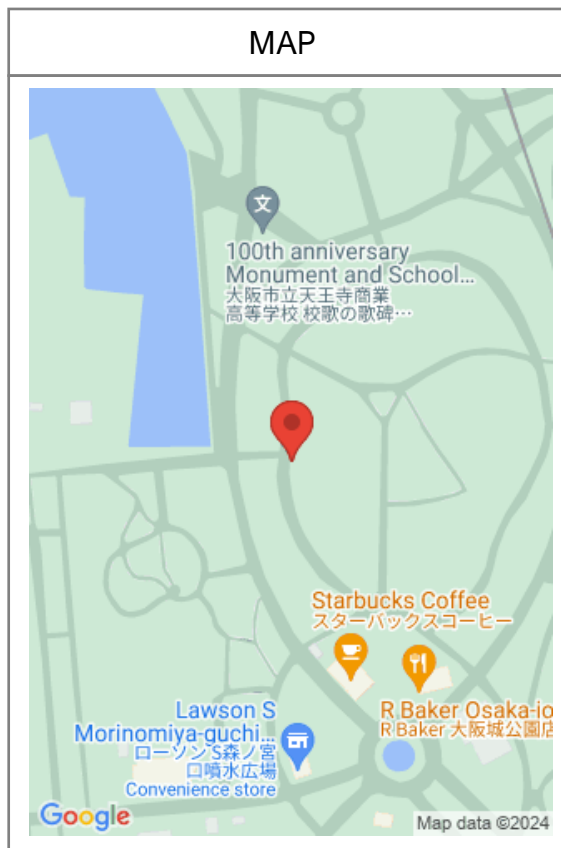 MAP
文
100th anniversary
Monument and School...
大阪市立天王寺商業
高等学校 校歌の歌碑…
Starbucks Coffee
スターバックスコーヒー
R Baker Osaka-jo
R Baker 大阪城公園店
Lawson S
Morinomiya-guchi...
ローソン S森ノ宮
口噴水広場
Convenience store
Google
Map data ©2024